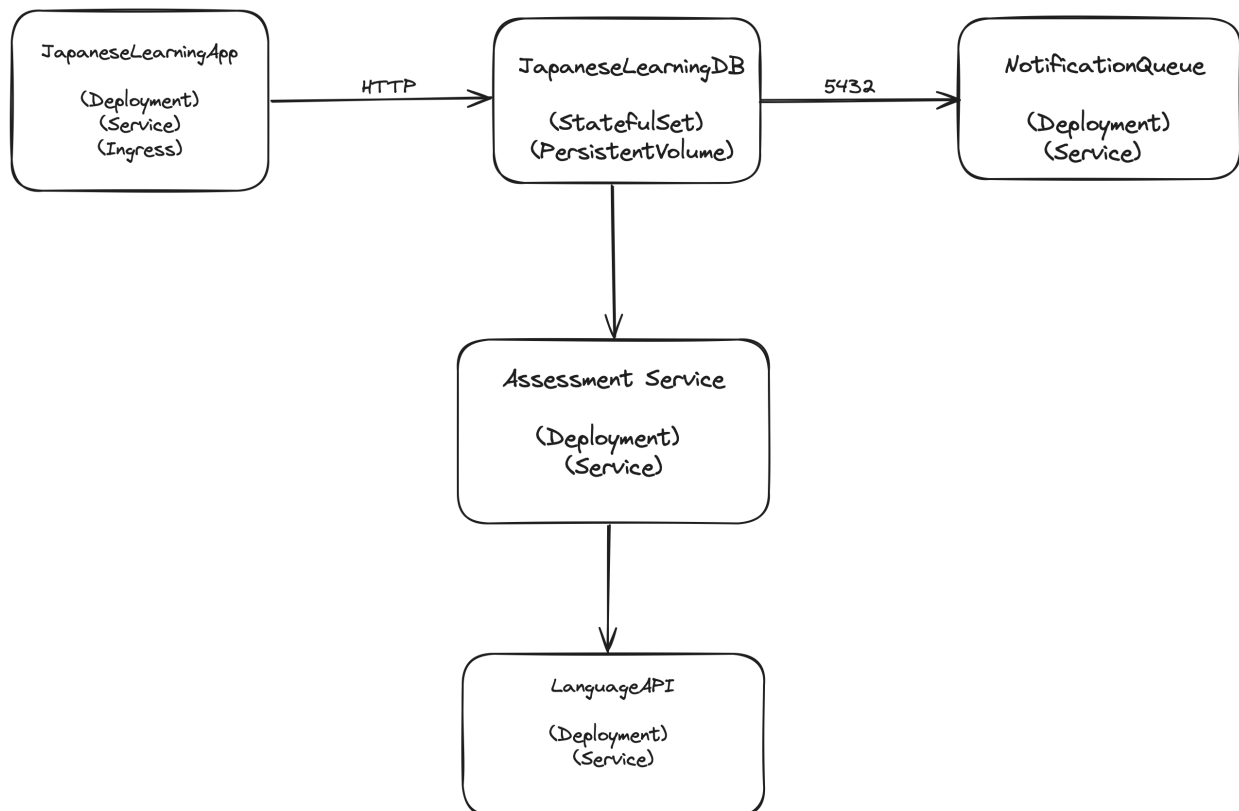 JapaneseLearningApp
(Deployment)
(Service)
(Ingress)
HTTP
JapaneseLearningDB
(StatefulSet)
(PersistentVolume)
5432
NotificationQueue
(Deployment)
(Service)
Assessment Service
(Deployment)
(Service)
LanguageAPI
(Deployment)
(Service)